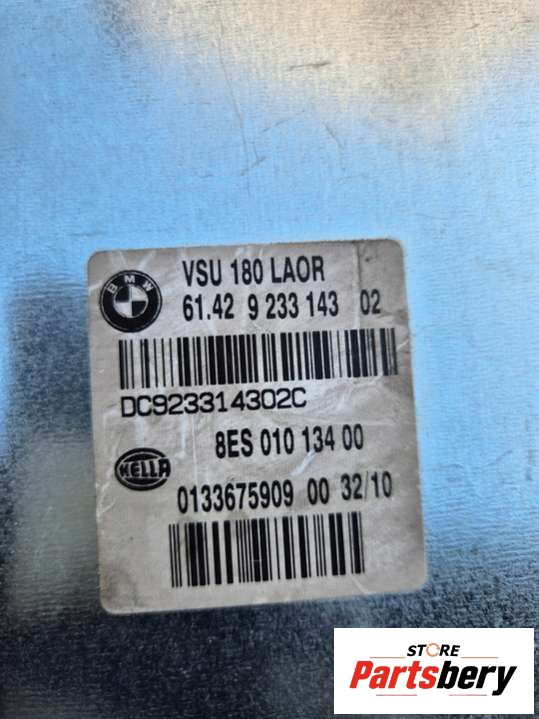 BMW
VSU 180 LAOR
61.42 9 233 143 02
DC923314302C
HELLA
8ES 010 134 00
0133675909 00 32/10
STORE
Partsbery